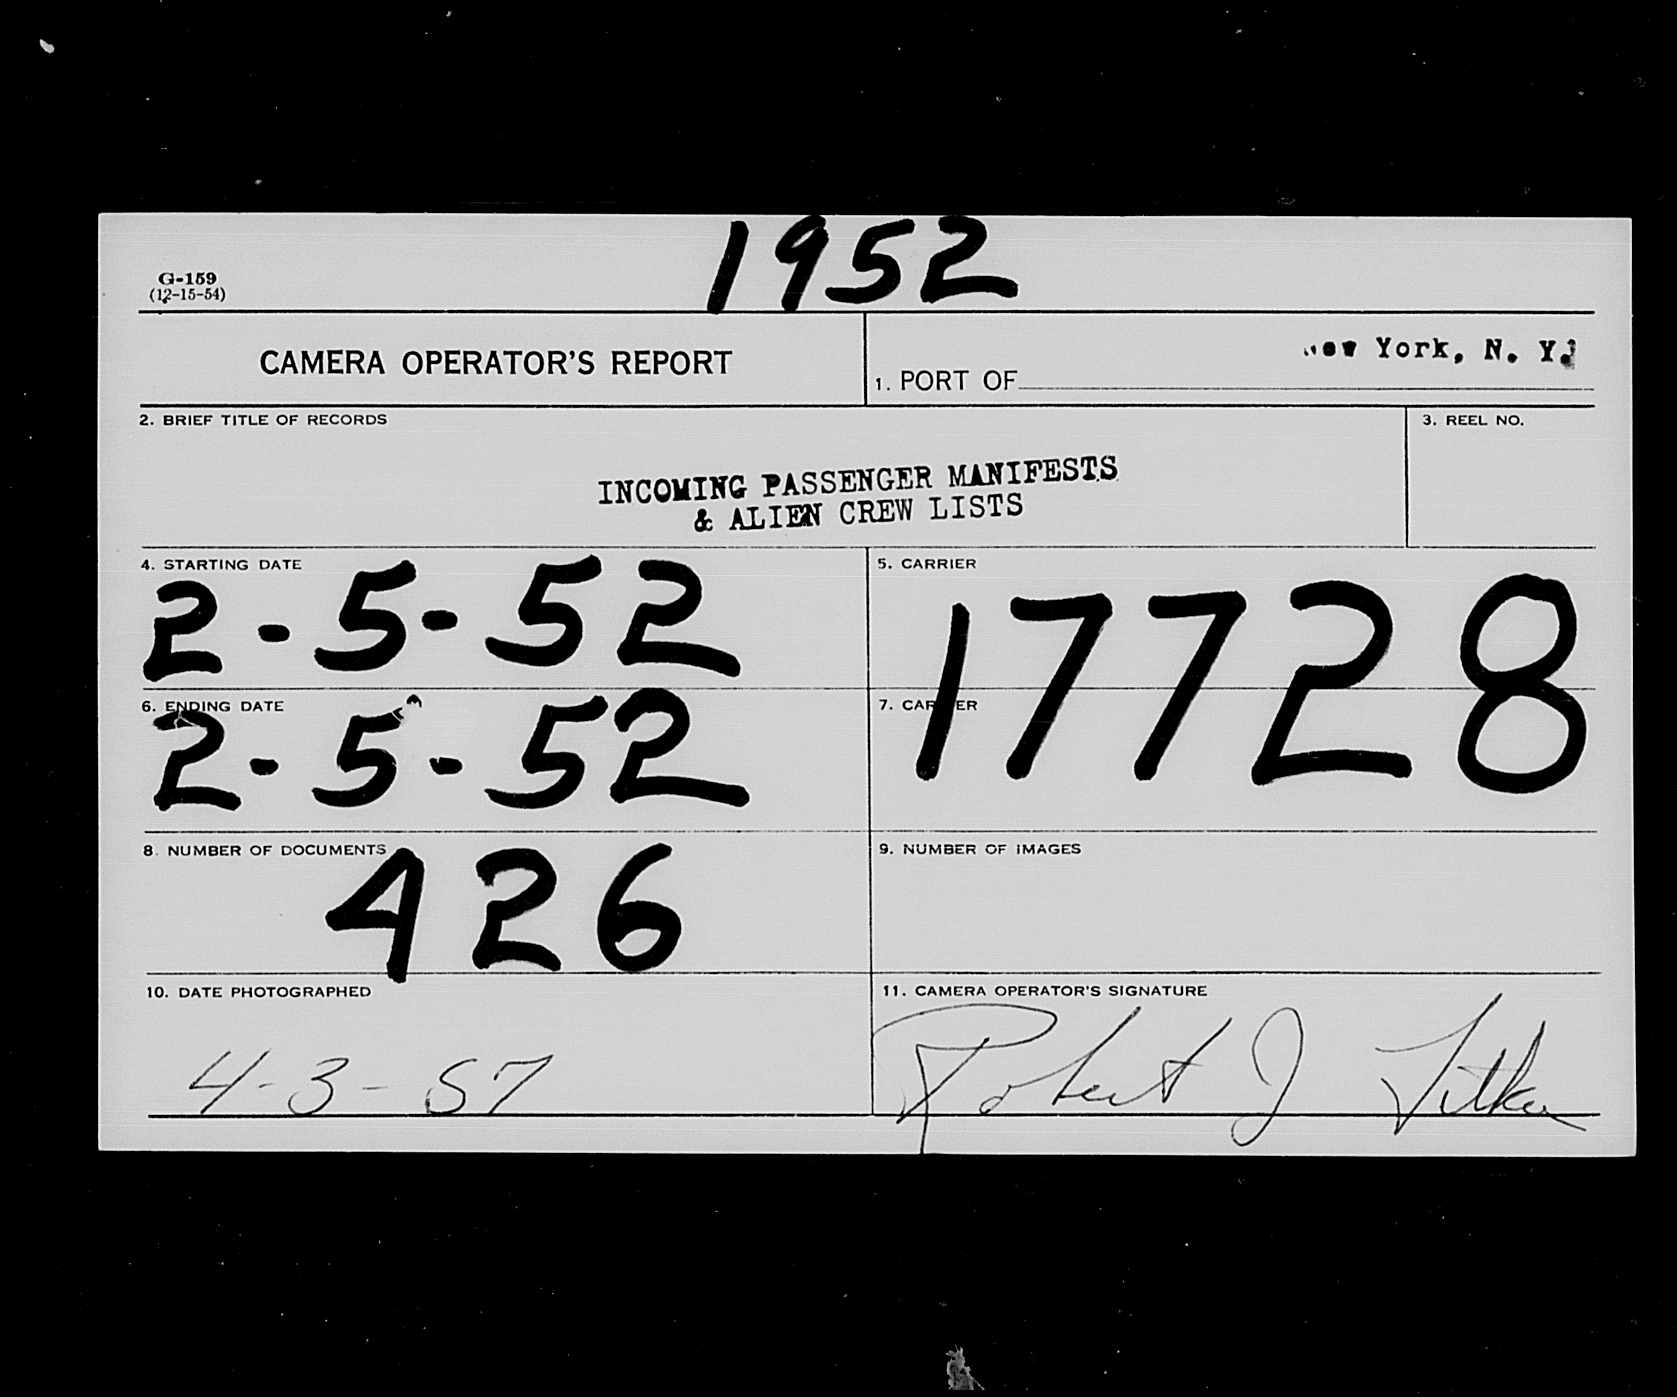 1952
G-159
(12-15-54)
CAMERA OPERATOR'S REPORT
1. PORT OF
New York, N. Y.
2. BRIEF TITLE OF RECORDS
3. REEL NO.
INCOMING PASSENGER MANIFESTS
& ALIEN CREW LISTS
4. STARTING DATE
2-5-52
5. CARRIER
17728
6. ENDING DATE
2-5-52
7. CARRIER
8. NUMBER OF DOCUMENTS
426
9. NUMBER OF IMAGES
10. DATE PHOTOGRAPHED
4-3-57
11. CAMERA OPERATOR'S SIGNATURE
Robert J